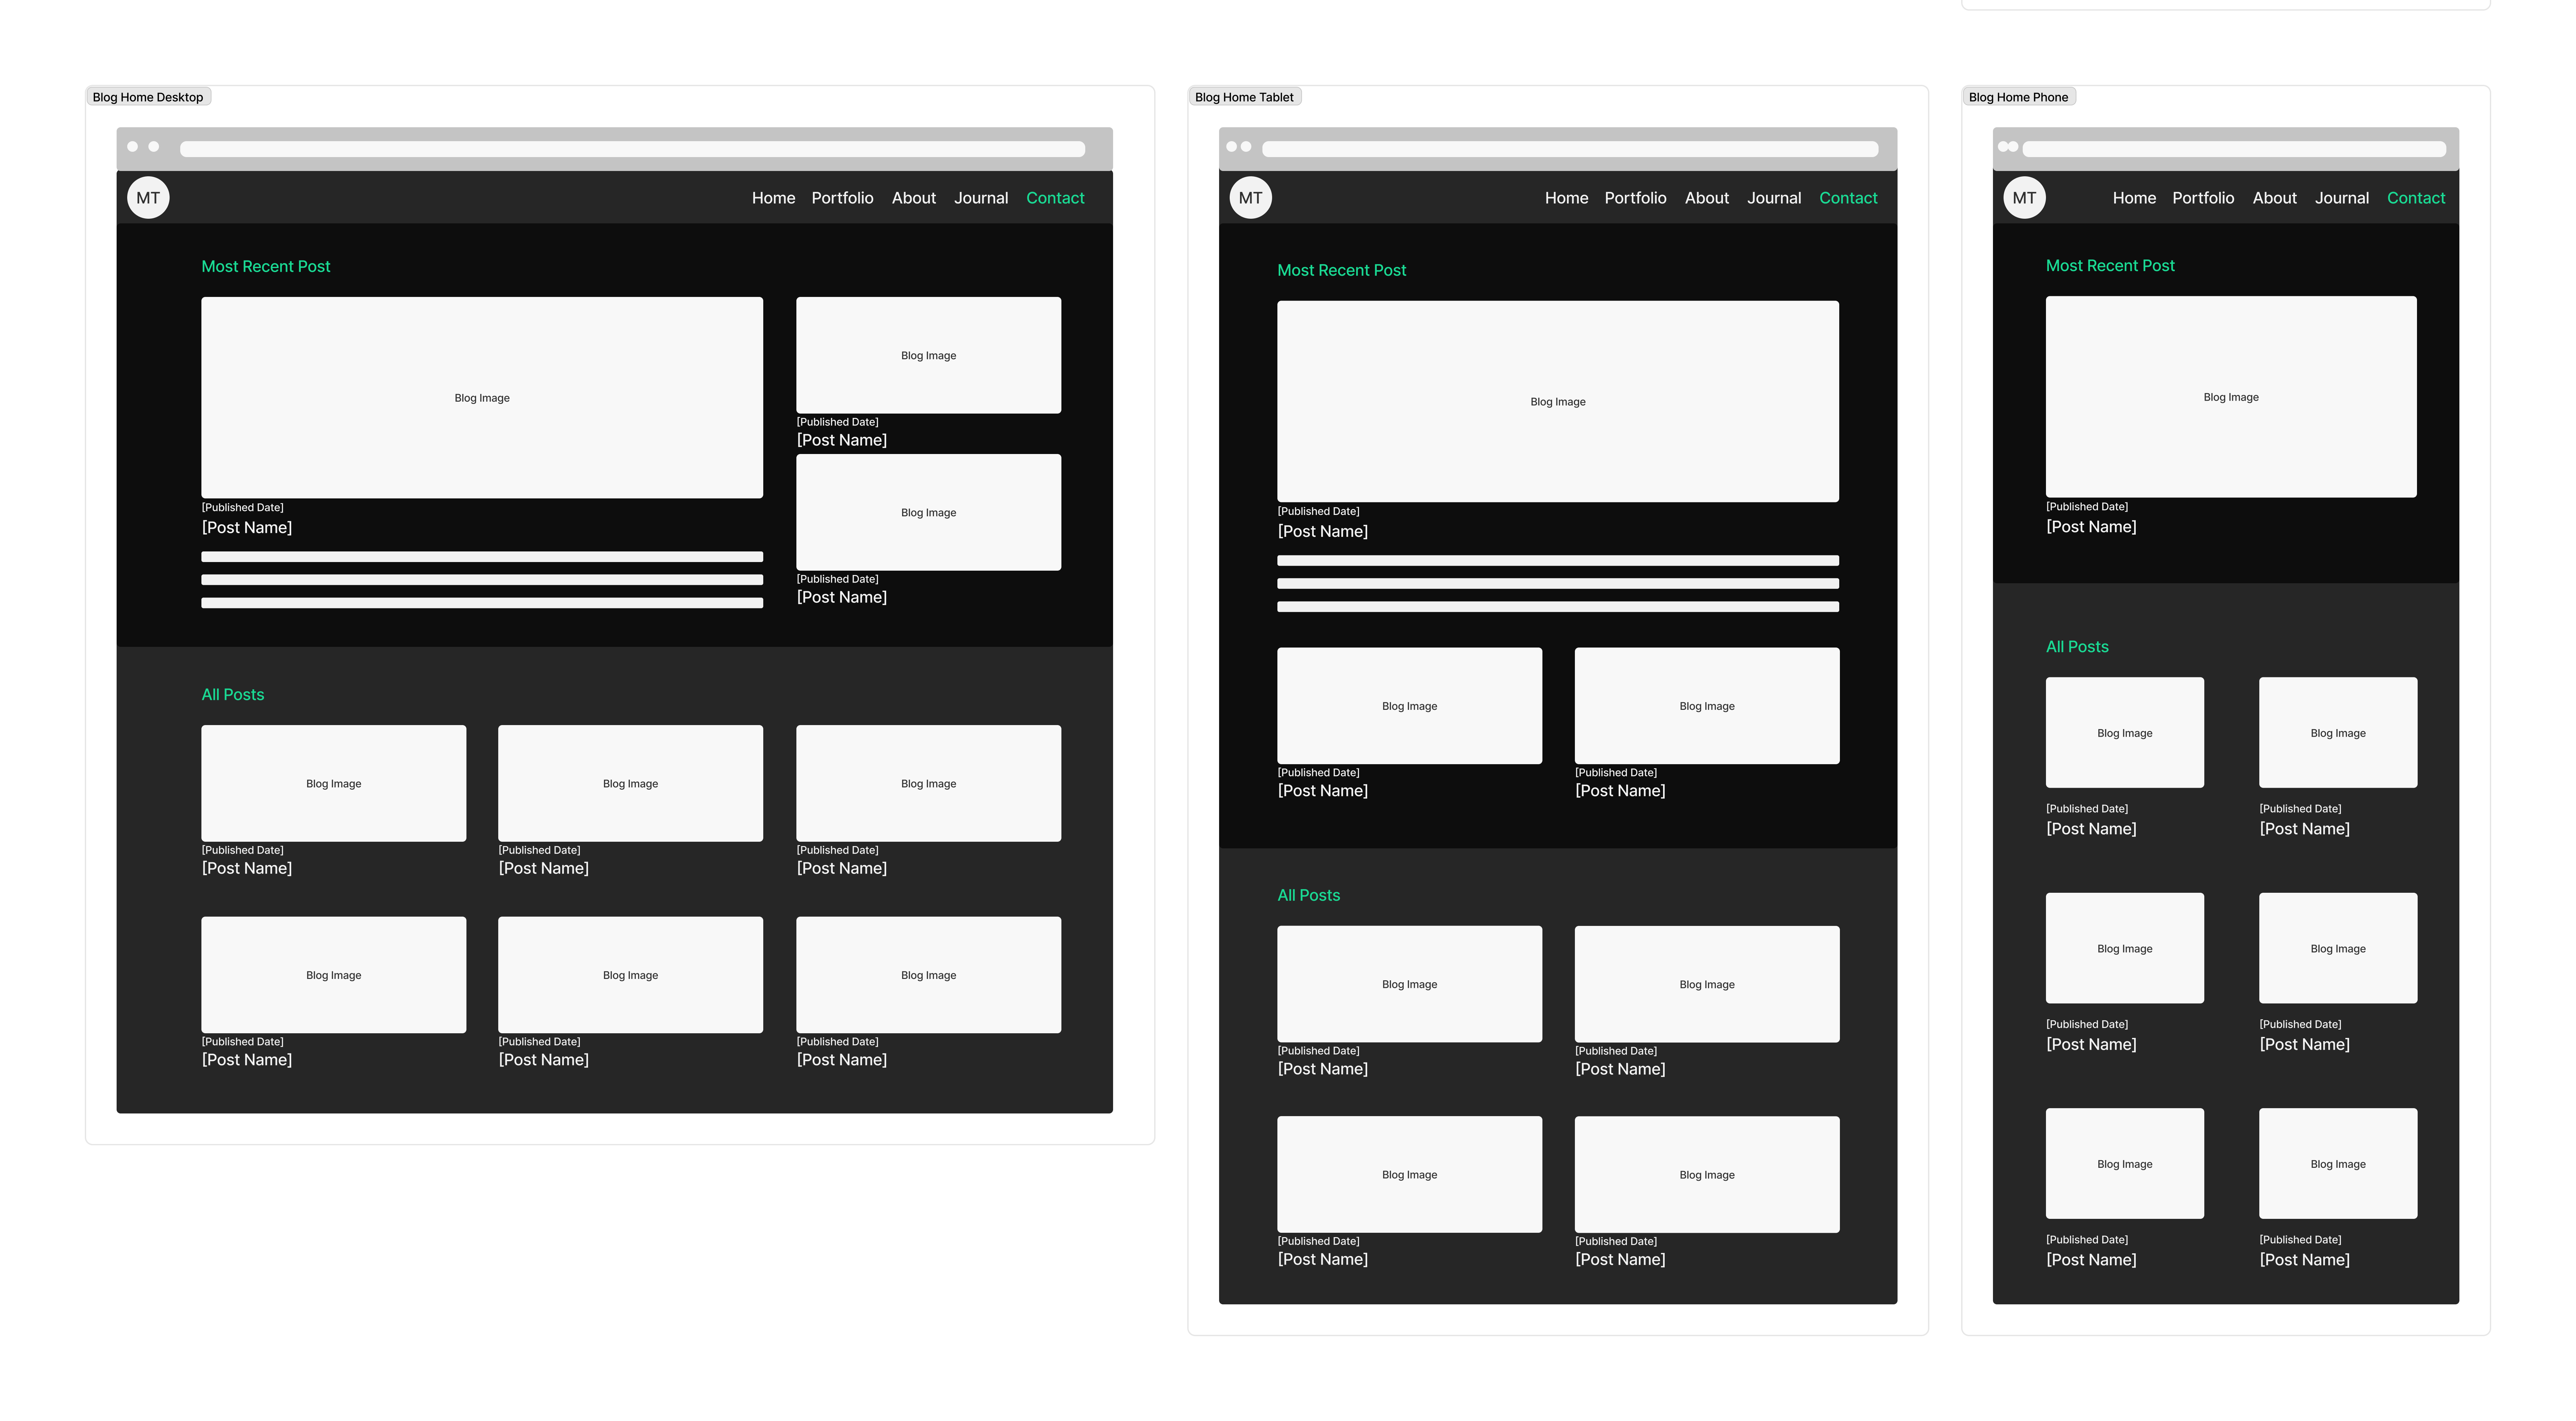 Blog Home Desktop
MT
Home Portfolio About Journal Contact
Most Recent Post
Blog Image
[Published Date]
[Post Name]
Blog Image
[Published Date]
[Post Name]
Blog Image
[Published Date]
[Post Name]
All Posts
Blog Image Blog Image Blog Image
[Published Date] [Published Date] [Published Date]
[Post Name] [Post Name] [Post Name]
Blog Image Blog Image Blog Image
[Published Date] [Published Date] [Published Date]
[Post Name] [Post Name] [Post Name]
Blog Home Tablet
MT
Home Portfolio About Journal Contact
Most Recent Post
Blog Image
[Published Date]
[Post Name]
Blog Image Blog Image
[Published Date] [Published Date]
[Post Name] [Post Name]
All Posts
Blog Image Blog Image
[Published Date] [Published Date]
[Post Name] [Post Name]
Blog Image Blog Image
[Published Date] [Published Date]
[Post Name] [Post Name]
Blog Home Phone
MT
Home Portfolio About Journal Contact
Most Recent Post
Blog Image
[Published Date]
[Post Name]
All Posts
Blog Image Blog Image
[Published Date] [Published Date]
[Post Name] [Post Name]
Blog Image Blog Image
[Published Date] [Published Date]
[Post Name] [Post Name]
Blog Image Blog Image
[Published Date] [Published Date]
[Post Name] [Post Name]